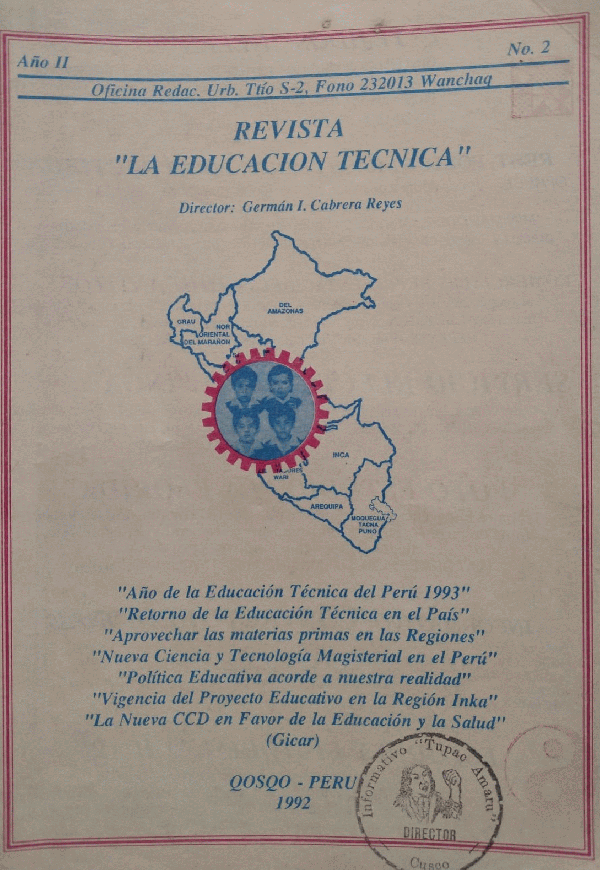 Año II
No. 2
Oficina Redac. Urb. Ttío S-2, Fono 232013 Wanchaq
REVISTA
"LA EDUCACION TECNICA"
Director: Germán I. Cabrera Reyes
DEL
AMAZONAS
GRAU
NOR
ORIENTAL
DEL MARAÑON
INCA
WARI
AREQUIPA
MOQUEGUA
TACNA
PUNO
"Año de la Educación Técnica del Perú 1993"
"Retorno de la Educación Técnica en el País"
"Aprovechar las materias primas en las Regiones"
"Nueva Ciencia y Tecnología Magisterial en el Perú"
"Política Educativa acorde a nuestra realidad"
"Vigencia del Proyecto Educativo en la Región Inka"
"La Nueva CCD en Favor de la Educación y la Salud"
(Gicar)
QOSQO - PERU
1992
Informativo "Tupac Amaru"
DIRECTOR
Cusco